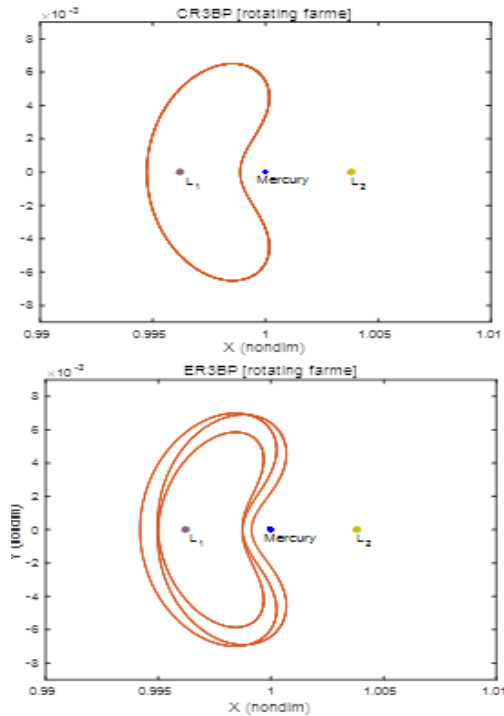 ×10⁻³ CR3BP [rotating farme]
8
6
4
2
0
-2
-4
-6
-8
L₁
Mercury
L₂
0.99 0.995 1 1.005 1.01
X (nondim)
×10⁻³ ER3BP [rotating farme]
8
6
4
2
0
-2
-4
-6
-8
L₁
Mercury
L₂
0.99 0.995 1 1.005 1.01
X (nondim)